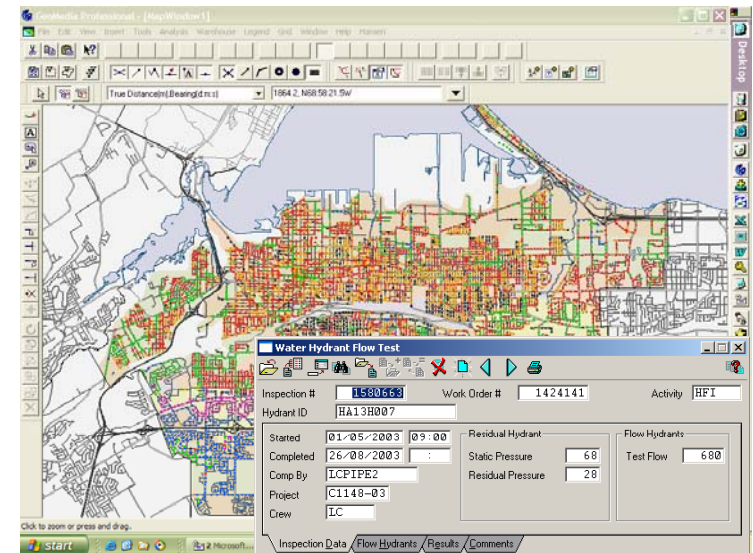 GeoMedia Professional - [MapWindow1]
File Edit View Insert Tools Analysis Warehouse Legend Grid Window Help Hansen
True Distance(m),Bearing(d:m:s) 1864.2, N68:58:21.5W
Desktop
Water Hydrant Flow Test
Inspection # 1580663 Work Order # 1424141 Activity HFI
Hydrant ID HA13H007
Started 01/05/2003 09:00 Residual Hydrant Flow Hydrants
Completed 26/08/2003 : Static Pressure 68 Test Flow 680
Comp By LCPIPE2 Residual Pressure 28
Project C1148-03
Crew LC
Click to zoom or press and drag.
Inspection Data Flow Hydrants Results Comments
start 2 Microsoft...